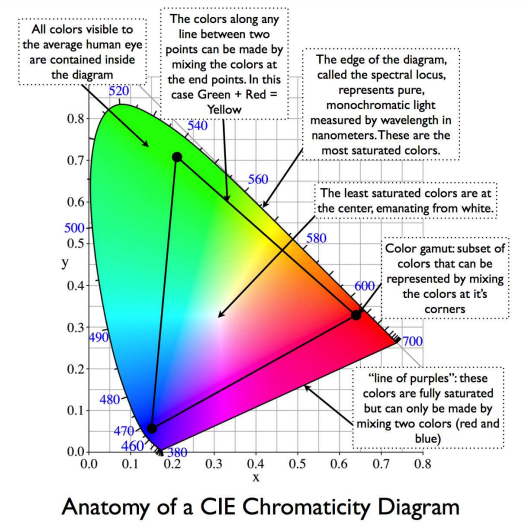 All colors visible to
the average human eye
are contained inside
the diagram
The colors along any
line between two
points can be made by
mixing the colors at
the end points. In this
case Green + Red =
Yellow
The edge of the diagram,
called the spectral locus,
represents pure,
monochromatic light
measured by wavelength in
nanometers. These are the
most saturated colors.
The least saturated colors are at
the center, emanating from white.
Color gamut: subset of
colors that can be
represented by mixing
the colors at it's
corners
"line of purples": these
colors are fully saturated
but can only be made by
mixing two colors (red and
blue)
520
540
560
580
600
700
500
490
480
470
460
380
0.8
0.7
0.6
0.5
y
0.4
0.3
0.2
0.1
0.0
0.0 0.1 0.2 0.3 0.4 0.5 0.6 0.7 0.8
x
Anatomy of a CIE Chromaticity Diagram